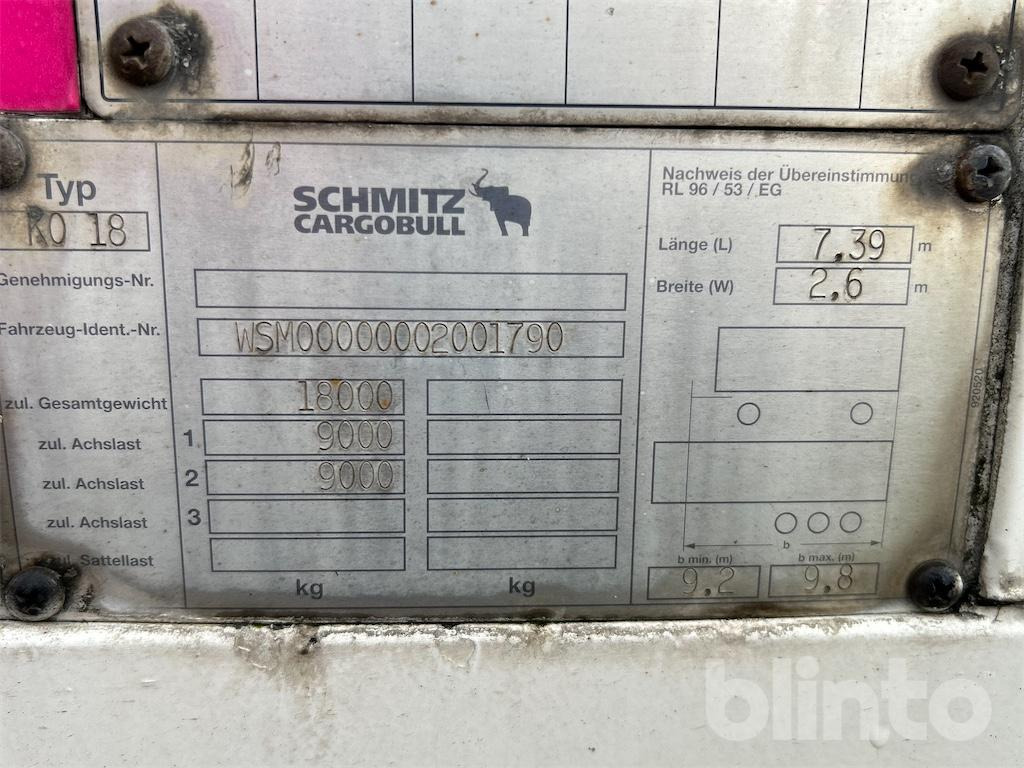 Typ
KO 18
SCHMITZ
CARGOBULL
Genehmigungs-Nr.
Fahrzeug-Ident.-Nr. WSM00000002001790
zul. Gesamtgewicht 18000
zul. Achslast 1 9000
zul. Achslast 2 9000
zul. Achslast 3
zul. Sattellast
kg kg
Nachweis der Übereinstimmung
RL 96 / 53 / EG
Länge (L) 7,39 m
Breite (W) 2,6 m
920520
b
b min. (m) b max. (m)
9,2 9,8
blinto